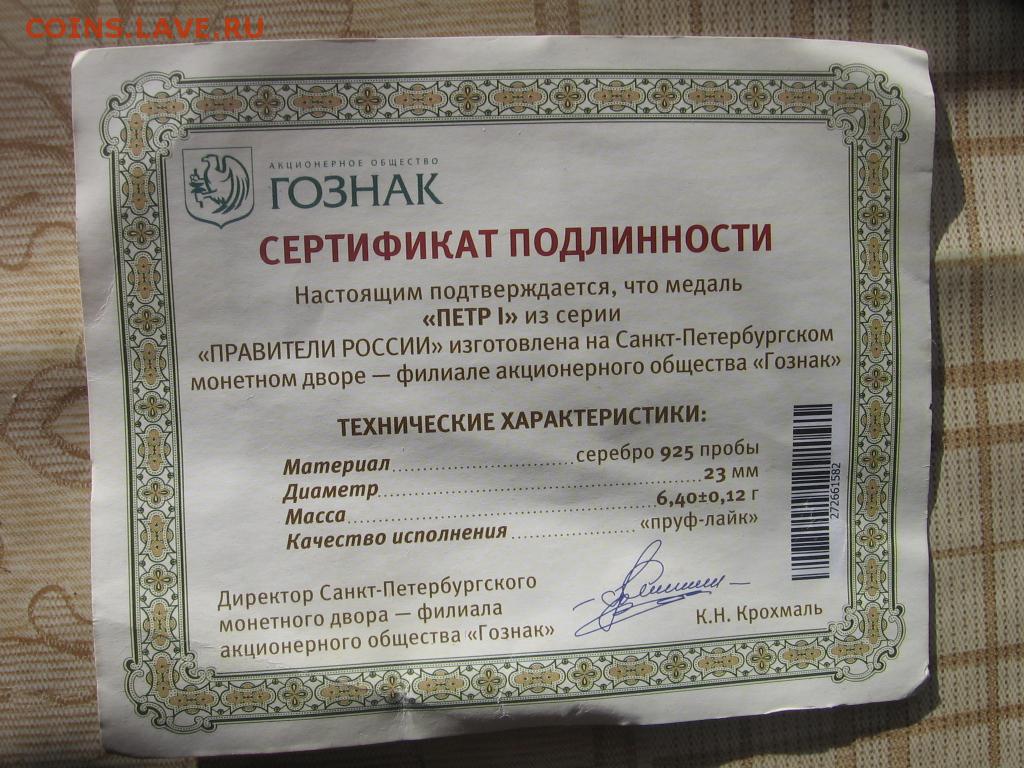 COINS.LAVE.RU
АКЦИОНЕРНОЕ ОБЩЕСТВО
ГОЗНАК
СЕРТИФИКАТ ПОДЛИННОСТИ
Настоящим подтверждается, что медаль
«ПЕТР I» из серии
«ПРАВИТЕЛИ РОССИИ» изготовлена на Санкт-Петербургском
монетном дворе — филиале акционерного общества «Гознак»
ТЕХНИЧЕСКИЕ ХАРАКТЕРИСТИКИ:
Материал серебро 925 пробы
Диаметр 23 мм
Масса 6,40±0,12 г
Качество исполнения «пруф-лайк»
272661582
Директор Санкт-Петербургского
монетного двора — филиала
акционерного общества «Гознак»
К.Н. Крохмаль